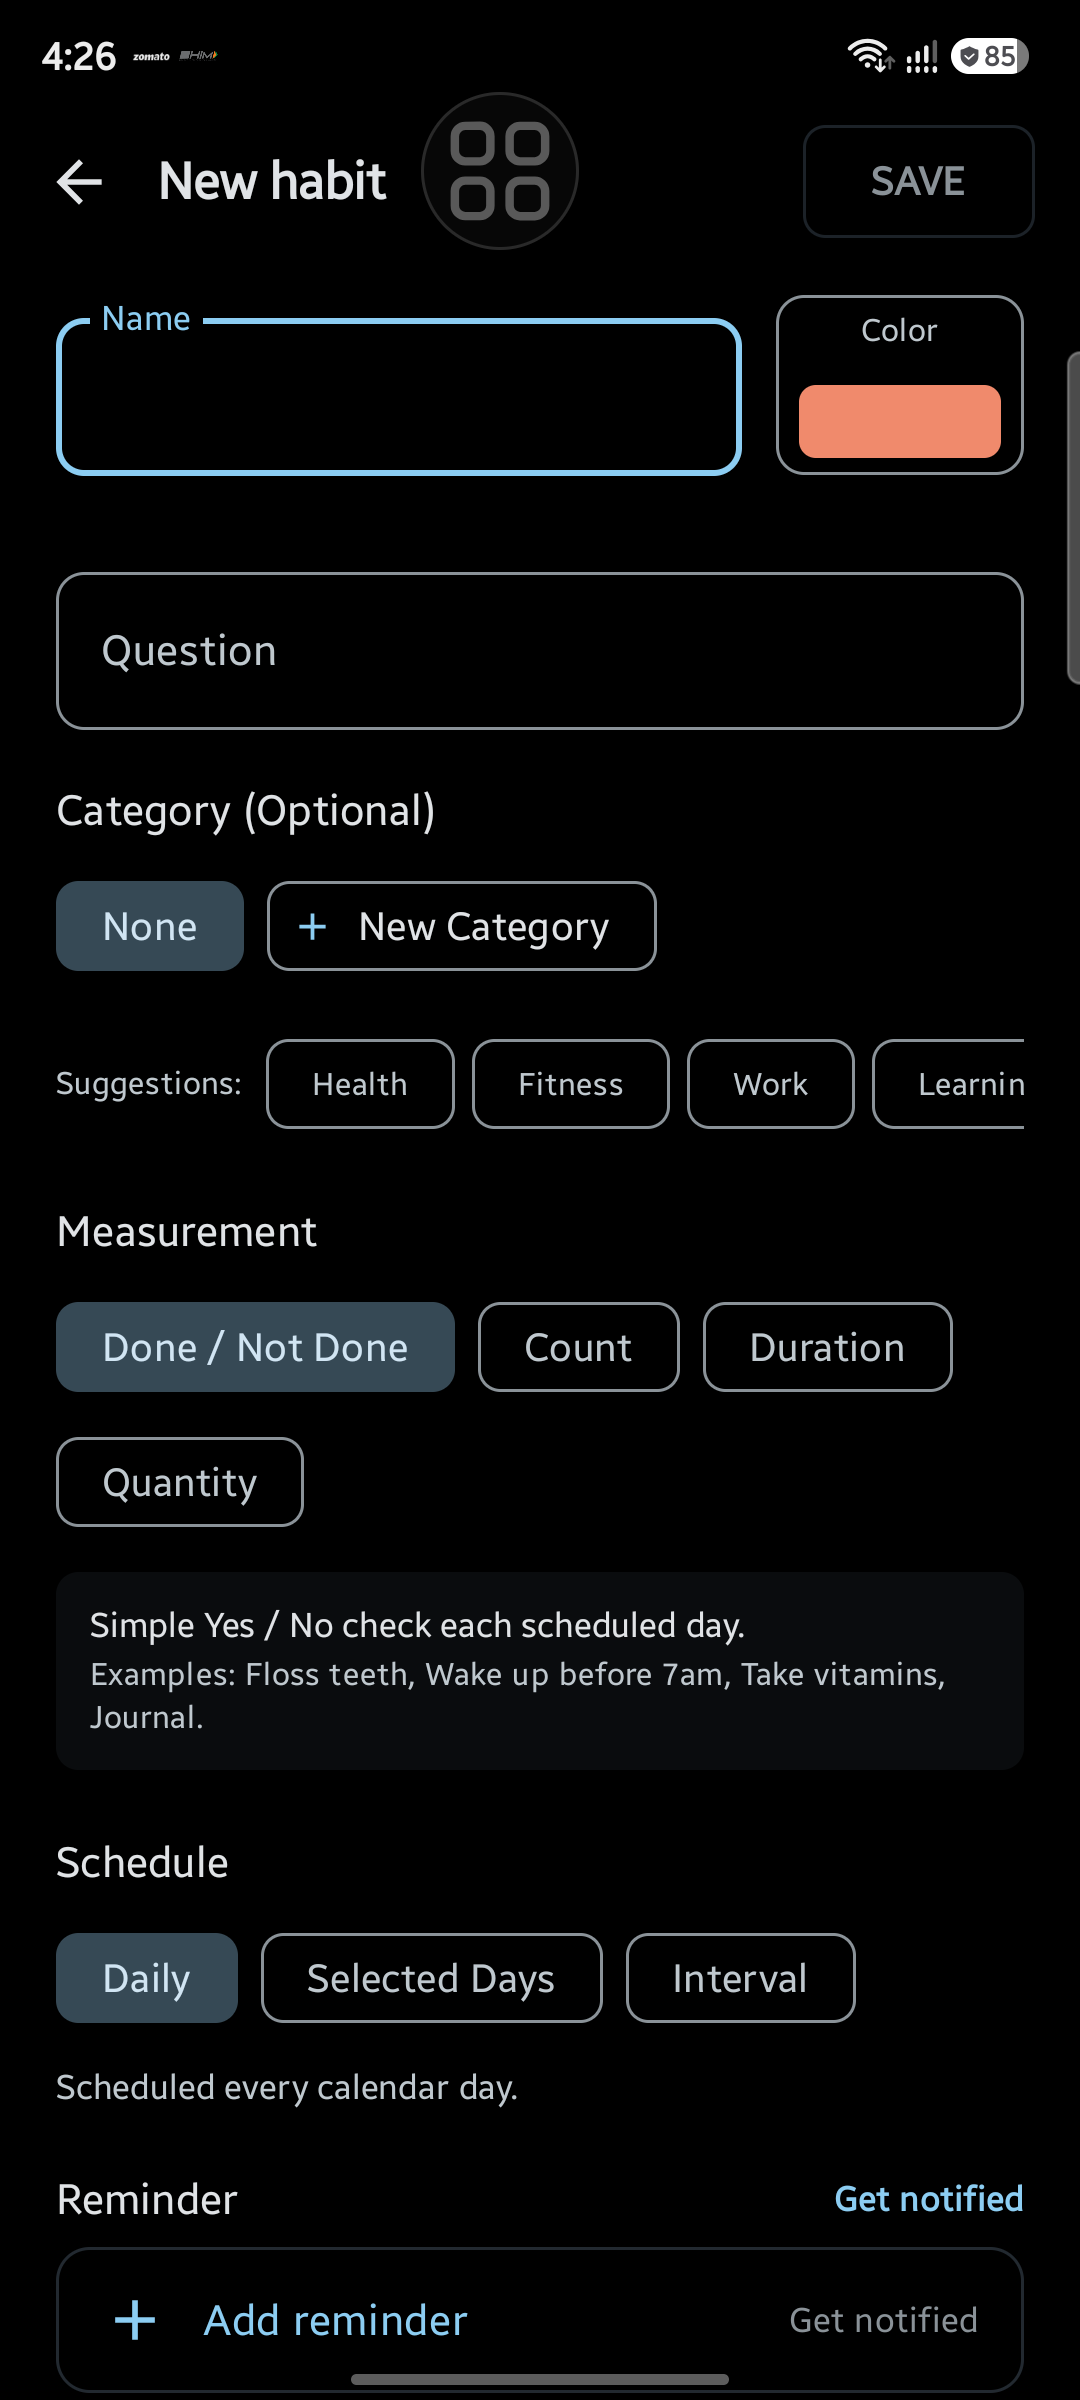 4:26 zomato 85
New habit
SAVE
Name
Color
Question
Category (Optional)
None
+ New Category
Suggestions: Health Fitness Work Learnin
Measurement
Done / Not Done Count Duration
Quantity
Simple Yes / No check each scheduled day.
Examples: Floss teeth, Wake up before 7am, Take vitamins,
Journal.
Schedule
Daily Selected Days Interval
Scheduled every calendar day.
Reminder Get notified
+ Add reminder Get notified